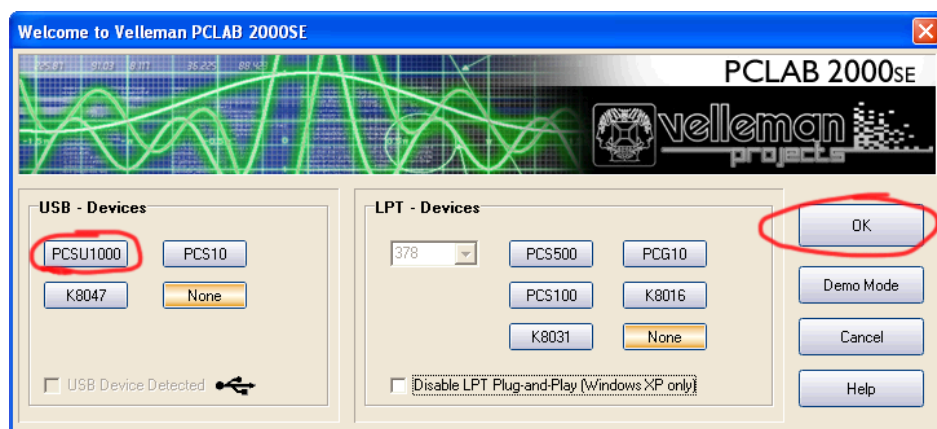 Welcome to Velleman PCLAB 2000SE
PCLAB 2000SE
velleman
projects
USB - Devices
PCSU1000
PCS10
K8047
None
USB Device Detected
LPT - Devices
378
PCS500
PCG10
PCS100
K8016
K8031
None
Disable LPT Plug-and-Play (Windows XP only)
OK
Demo Mode
Cancel
Help